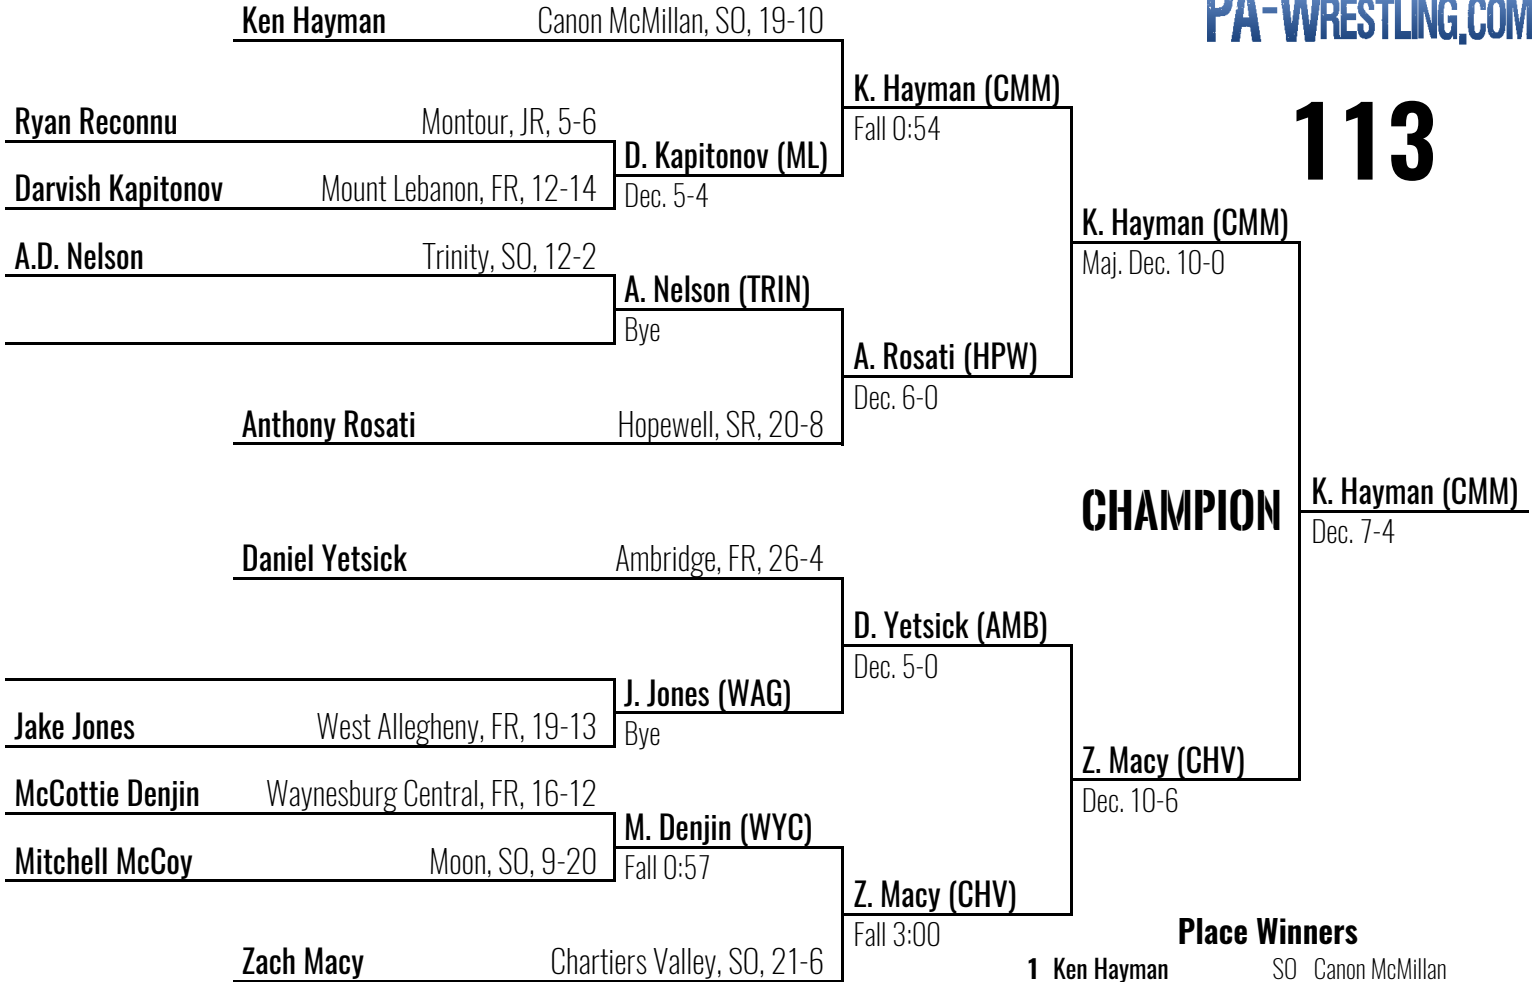 PA-WRESTLING.COM
113
Ken Hayman Canon McMillan, SO, 19-10
K. Hayman (CMM)
Fall 0:54
Ryan Reconnu Montour, JR, 5-6
D. Kapitonov (ML)
Dec. 5-4
Darvish Kapitonov Mount Lebanon, FR, 12-14
K. Hayman (CMM)
Maj. Dec. 10-0
A.D. Nelson Trinity, SO, 12-2
A. Nelson (TRIN)
Bye
A. Rosati (HPW)
Dec. 6-0
Anthony Rosati Hopewell, SR, 20-8
CHAMPION
K. Hayman (CMM)
Dec. 7-4
Daniel Yetsick Ambridge, FR, 26-4
D. Yetsick (AMB)
Dec. 5-0
J. Jones (WAG)
Bye
Jake Jones West Allegheny, FR, 19-13
Z. Macy (CHV)
Dec. 10-6
McCottie Denjin Waynesburg Central, FR, 16-12
M. Denjin (WYC)
Fall 0:57
Mitchell McCoy Moon, SO, 9-20
Z. Macy (CHV)
Fall 3:00
Zach Macy Chartiers Valley, SO, 21-6
Place Winners
1 Ken Hayman SO Canon McMillan